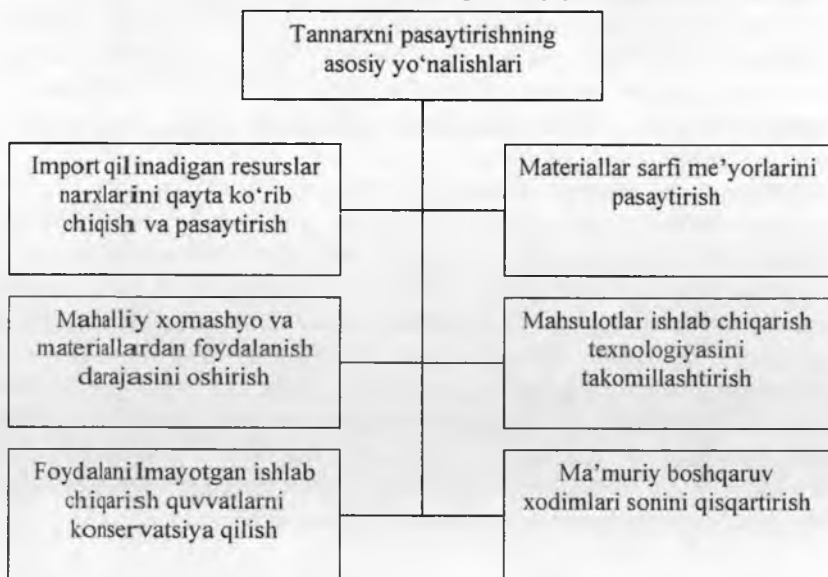 Tannarxni pasaytirishning
asosiy yo‘nalishlari
Import qilinadigan resurslar
narxlarini qayta ko‘rib
chiqish va pasaytirish
Materiallar sarfi me’yorlarini
pasaytirish
Mahalliy xomashyo va
materiallardan foydalanish
darajasini oshirish
Mahsulotlar ishlab chiqarish
texnologiyasini
takomillashtirish
Foydalanilmayotgan ishlab
chiqarish quvvatlarni
konservatsiya qilish
Ma’muriy boshqaruv
xodimlari sonini qisqartirish